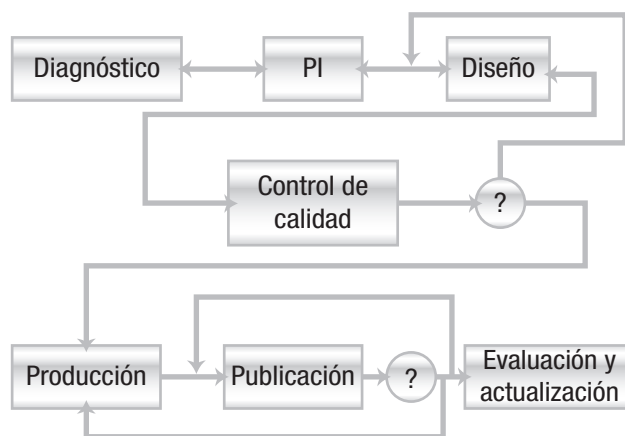 Diagnóstico
PI
Diseño
Control de
calidad
?
Producción
Publicación
?
Evaluación y
actualización